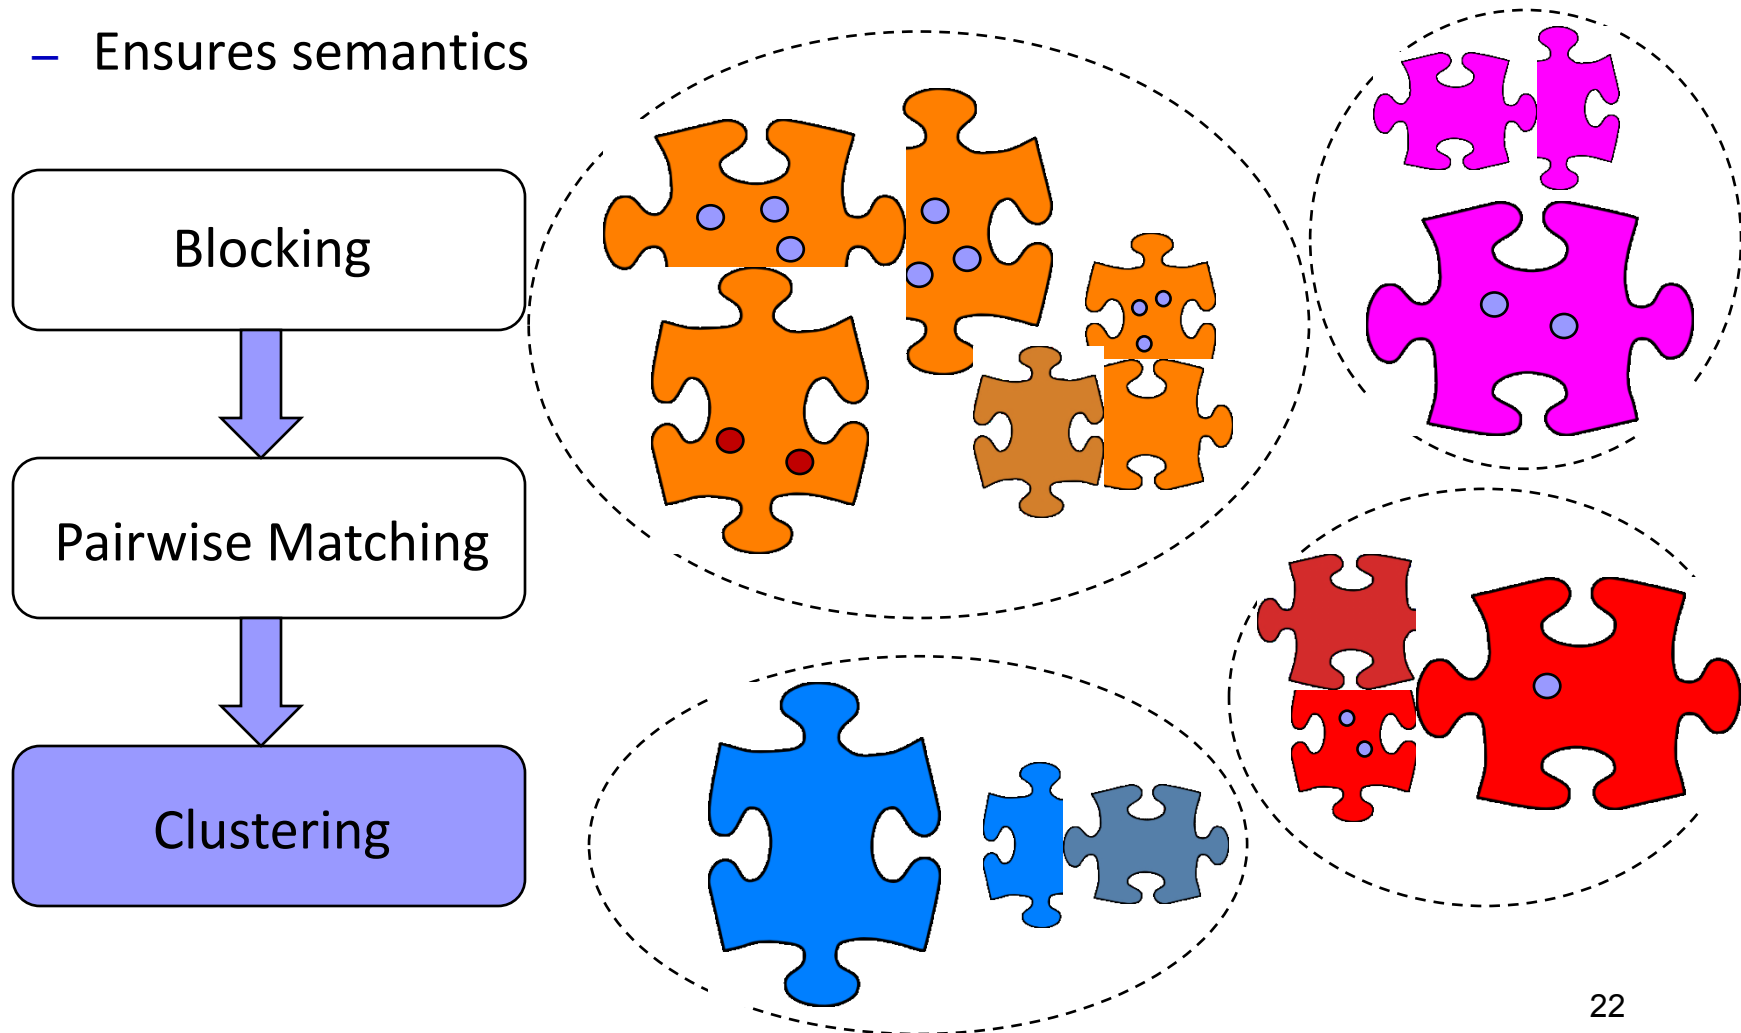 – Ensures semantics
Blocking
Pairwise Matching
Clustering
22